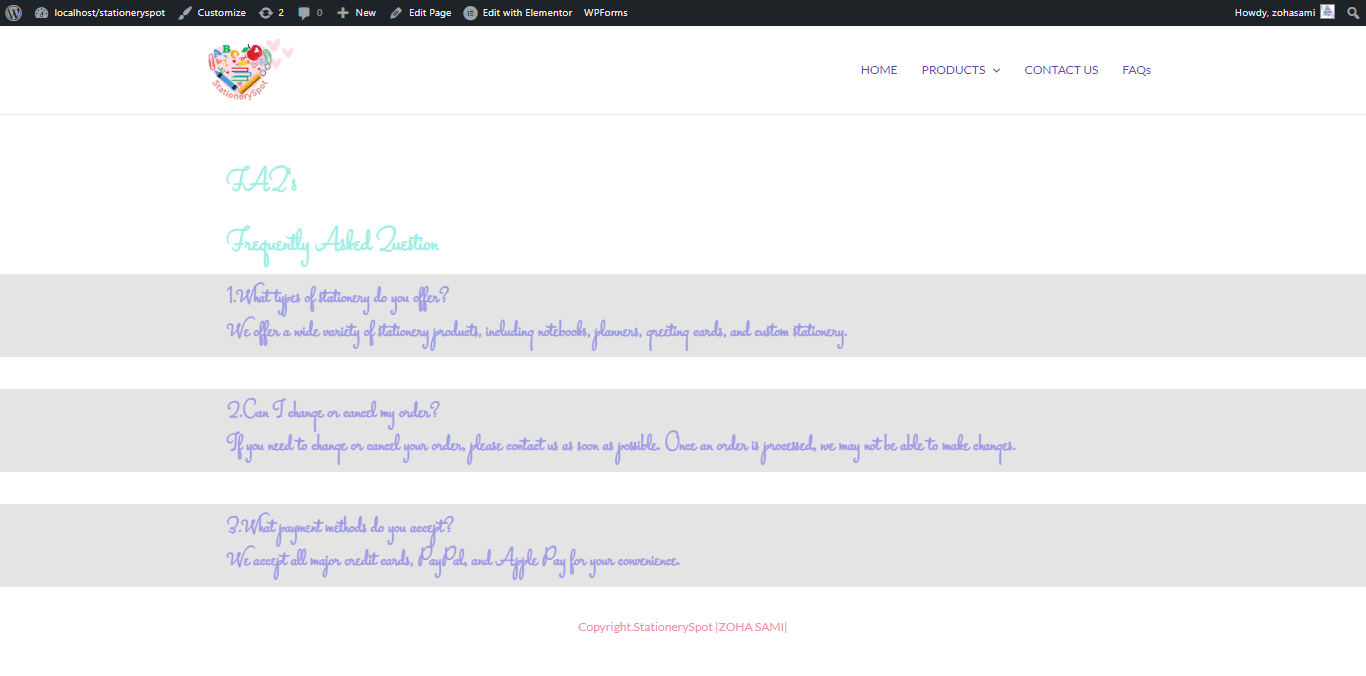 localhost/stationeryspot Customize 2 0 New Edit Page Edit with Elementor WPForms Howdy, zohasami
ABC
StationerySpot
HOME PRODUCTS CONTACT US FAQs
FAQ's
Frequently Asked Question
1.What types of stationery do you offer?
We offer a wide variety of stationery products, including notebooks, planners, greeting cards, and custom stationery.
2.Can I change or cancel my order?
If you need to change or cancel your order, please contact us as soon as possible. Once an order is processed, we may not be able to make changes.
3.What payment methods do you accept?
We accept all major credit cards, PayPal, and Apple Pay for your convenience.
Copyright.StationerySpot |ZOHA SAMI|